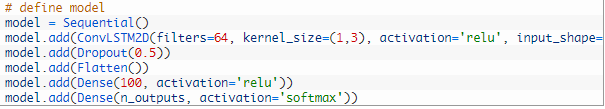 # define model
model = Sequential()
model.add(ConvLSTM2D(filters=64, kernel_size=(1,3), activation='relu', input_shape=
model.add(Dropout(0.5))
model.add(Flatten())
model.add(Dense(100, activation='relu'))
model.add(Dense(n_outputs, activation='softmax'))